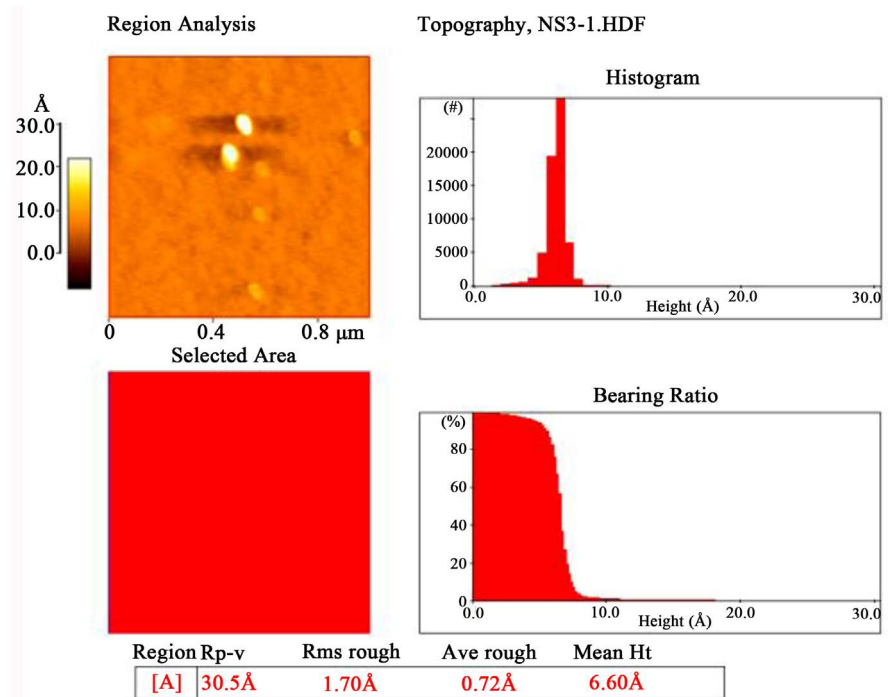 Region Analysis
Topography, NS3-1.HDF
Å
30.0
20.0
10.0
0.0
0 0.4 0.8 μm
Histogram
(#)
20000
15000
10000
5000
0
0.0 10.0 20.0 30.0
Height (Å)
Selected Area
Bearing Ratio
(%)
80
60
40
20
0
0.0 10.0 20.0 30.0
Height (Å)
Region Rp-v Rms rough Ave rough Mean Ht
[A] 30.5Å 1.70Å 0.72Å 6.60Å